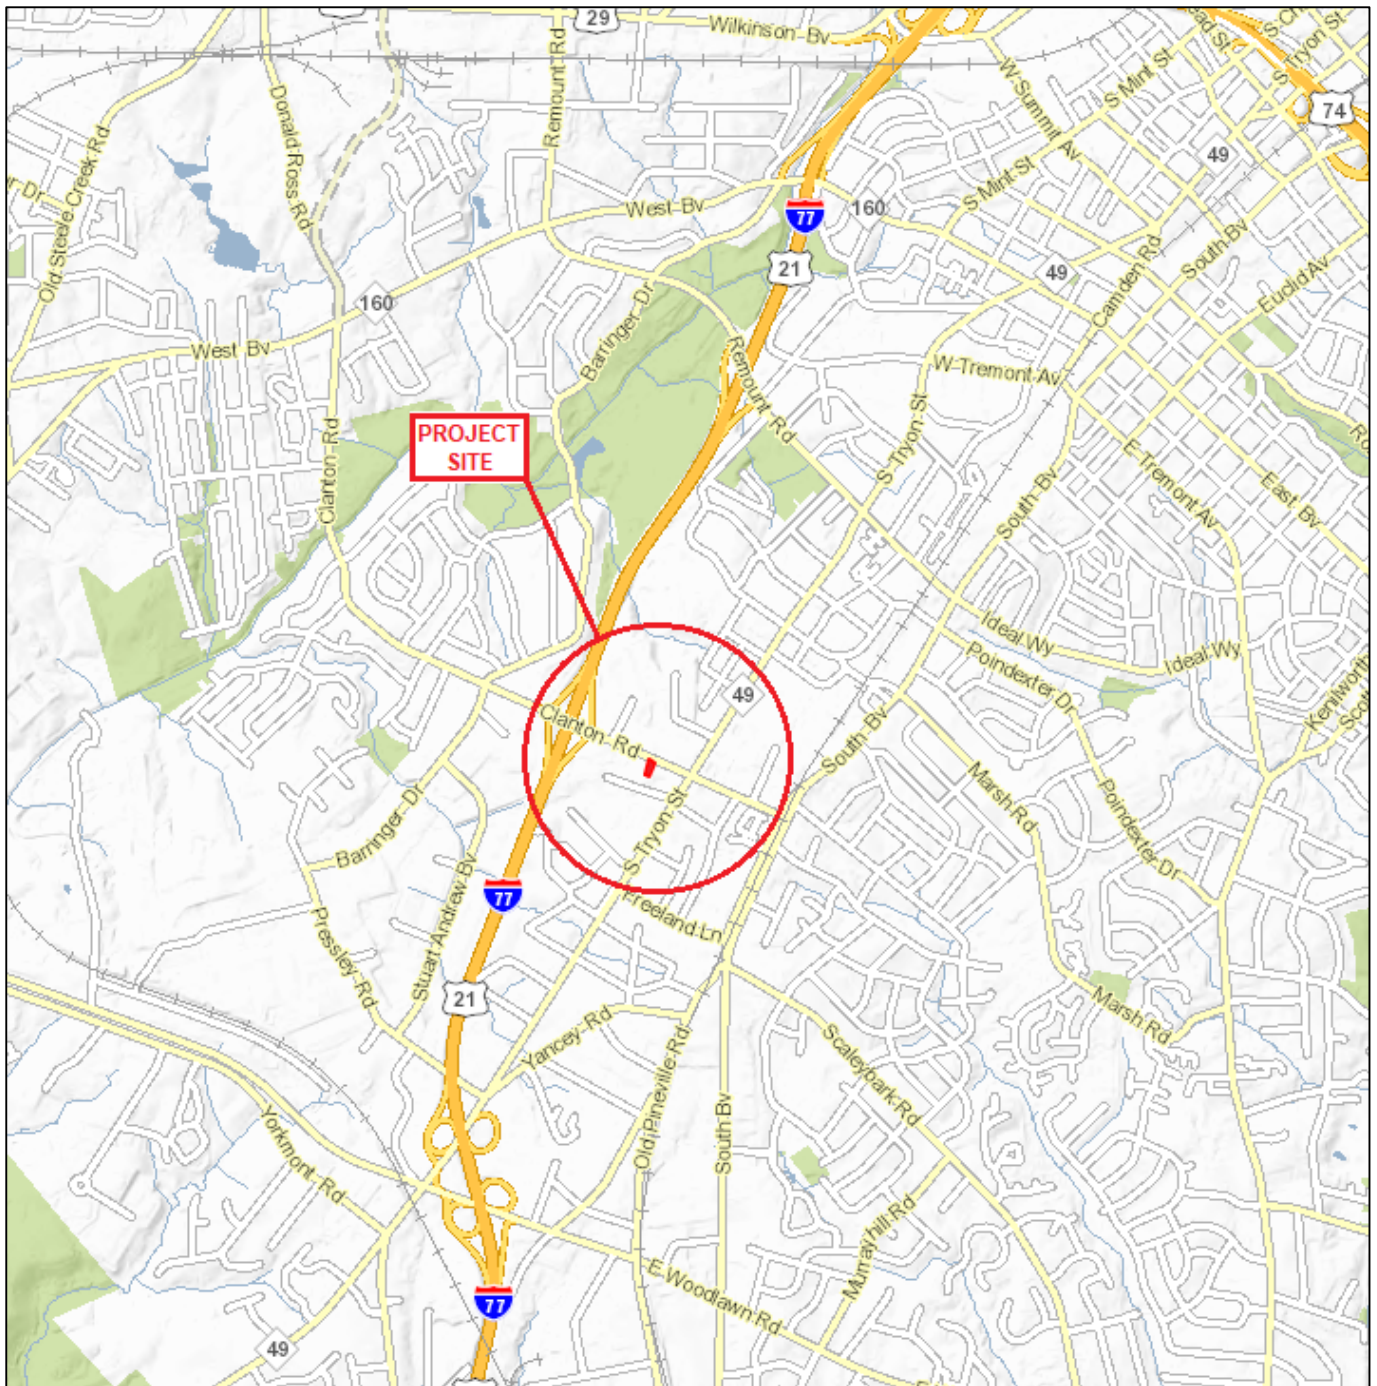 29
Wilkinson Bv
S Tryon St
74
Remount Rd
W Summit Av
S Mint St
49
Donald Ross Rd
Old Steele Creek Rd
S Mint St
West Bv
160
77
21
South Bv
Euclid Av
49
Camden Rd
160
West Bv
Barringer Dr
Remount Rd
W Tremont Av
S Tryon St
Clanton Rd
PROJECT
SITE
E Tremont Av
East Bv
South Bv
Ideal Wy
Ideal Wy
Poindexter Dr
Kenilworth
49
Clanton Rd
South Bv
Marsh Rd
Poindexter Dr
Barringer Dr
S Tryon St
77
Freeland Ln
Stuart Andrew Bv
Pressley Rd
21
Yancey Rd
Marsh Rd
Scaleybark Rd
Old Pineville Rd
South Bv
Yorkmont Rd
Murrayhill Rd
E Woodlawn Rd
77
49